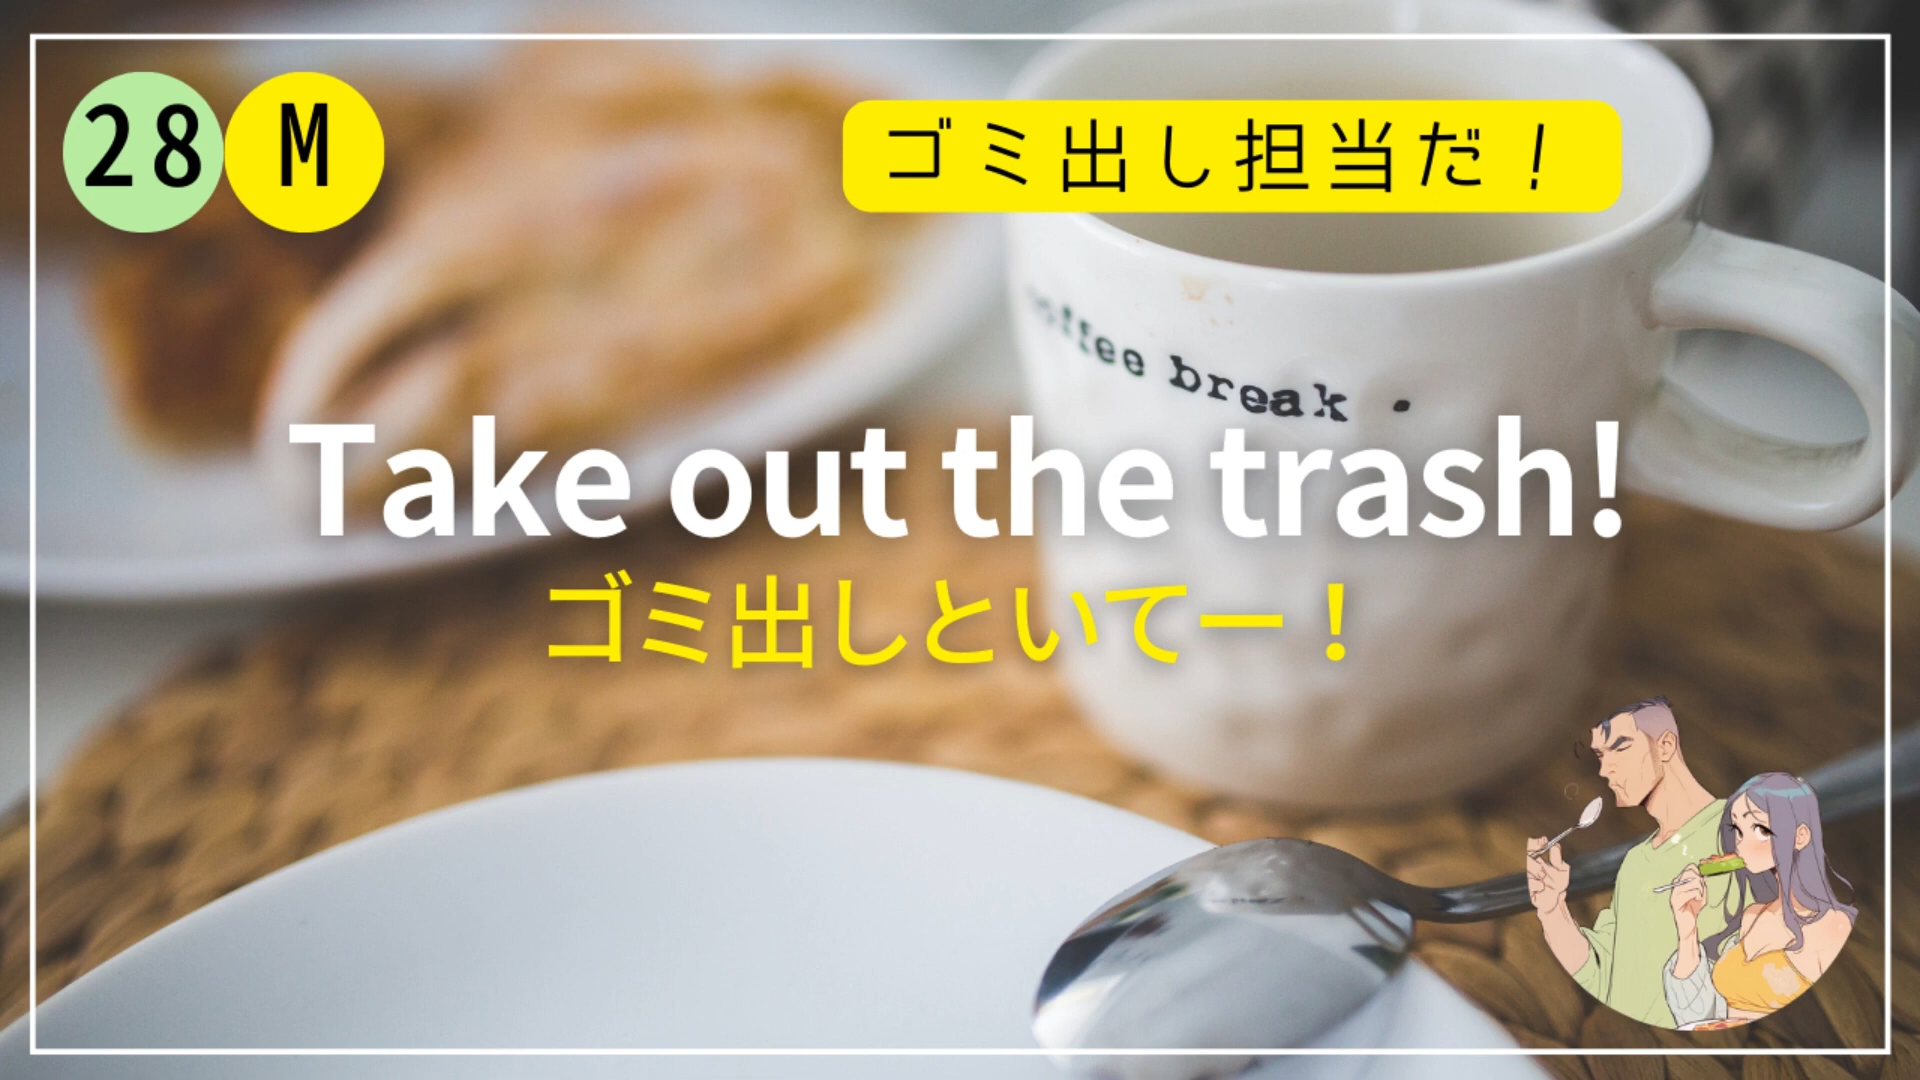 28 M
ゴミ出し担当だ！
coffee break ·
Take out the trash!
ゴミ出しといてー！